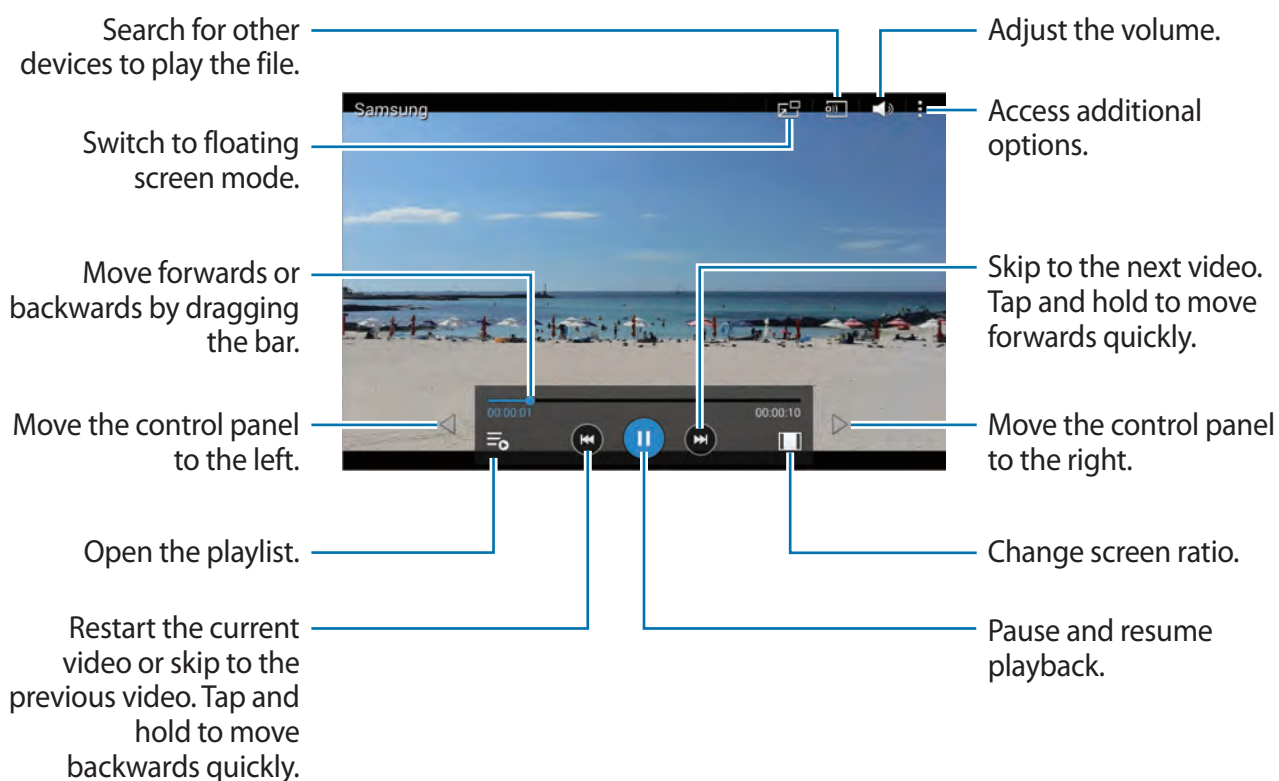 Search for other
devices to play the file.
Adjust the volume.
Samsung
Access additional
options.
Switch to floating
screen mode.
Move forwards or
backwards by dragging
the bar.
Skip to the next video.
Tap and hold to move
forwards quickly.
00:00:01
00:00:10
Move the control panel
to the left.
Move the control panel
to the right.
Open the playlist.
Change screen ratio.
Restart the current
video or skip to the
previous video. Tap and
hold to move
backwards quickly.
Pause and resume
playback.